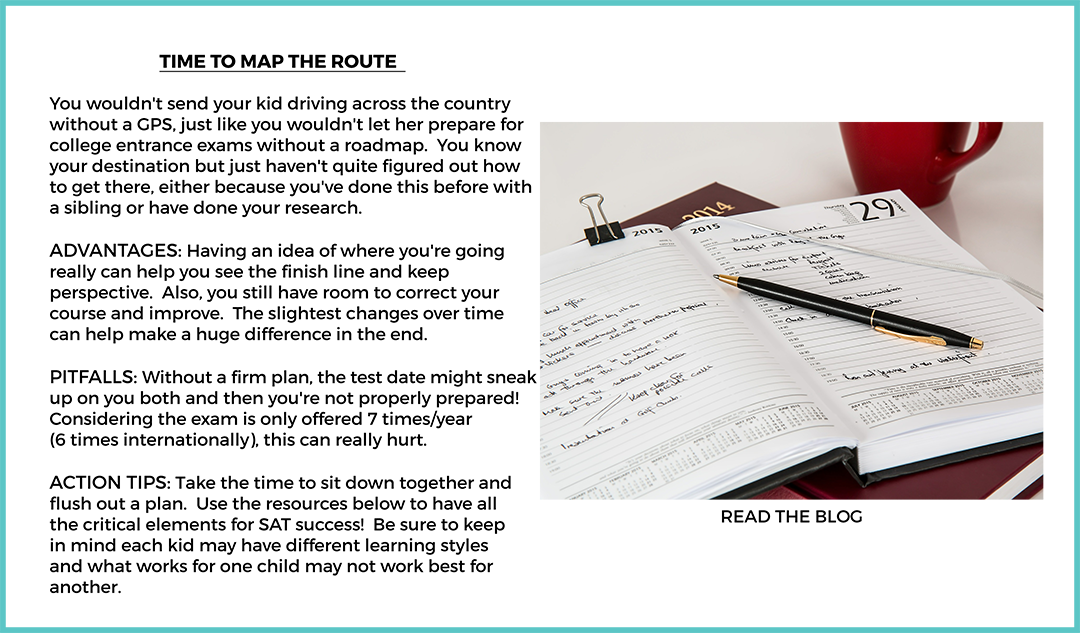 TIME TO MAP THE ROUTE
You wouldn't send your kid driving across the country
without a GPS, just like you wouldn't let her prepare for
college entrance exams without a roadmap.  You know
your destination but just haven't quite figured out how
to get there, either because you've done this before with
a sibling or have done your research.
ADVANTAGES: Having an idea of where you're going
really can help you see the finish line and keep
perspective.  Also, you still have room to correct your
course and improve.  The slightest changes over time
can help make a huge difference in the end.
PITFALLS: Without a firm plan, the test date might sneak
up on you both and then you're not properly prepared!
Considering the exam is only offered 7 times/year
(6 times internationally), this can really hurt.
ACTION TIPS: Take the time to sit down together and
flush out a plan.  Use the resources below to have all
the critical elements for SAT success!  Be sure to keep
in mind each kid may have different learning styles
and what works for one child may not work best for
another.
2014
2015
2015
Thursday
29
READ THE BLOG